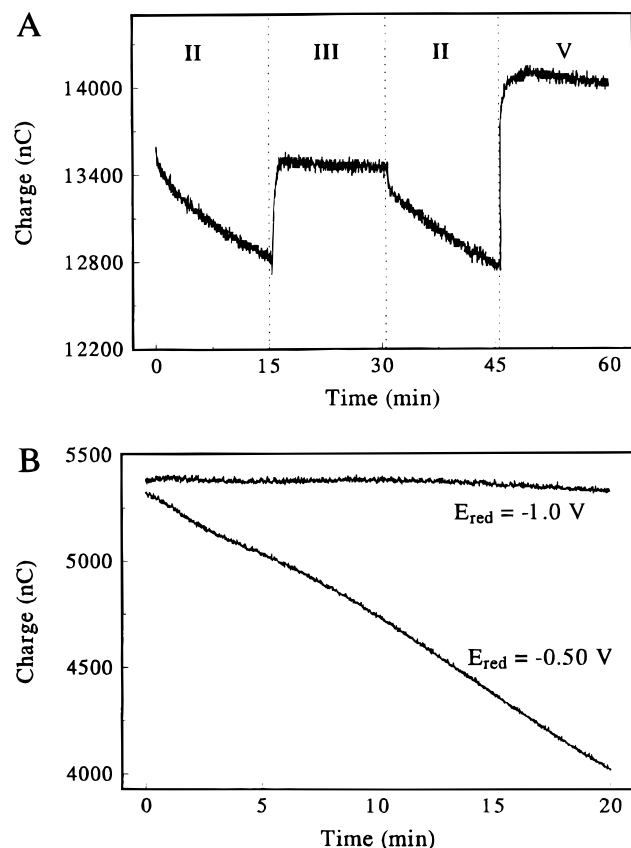 A
II III II V
Charge (nC)
14000
13400
12800
12200
0 15 30 45 60
Time (min)
B
Charge (nC)
5500
5000
4500
4000
E_red = -1.0 V
E_red = -0.50 V
0 5 10 15 20
Time (min)